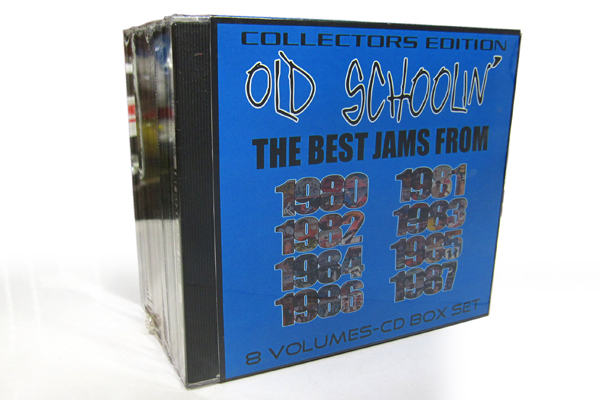 COLLECTORS EDITION
OLD SCHOOLIN'
THE BEST JAMS FROM
1980 1981
1982 1983
1984 1985
1986 1987
8 VOLUMES-CD BOX SET